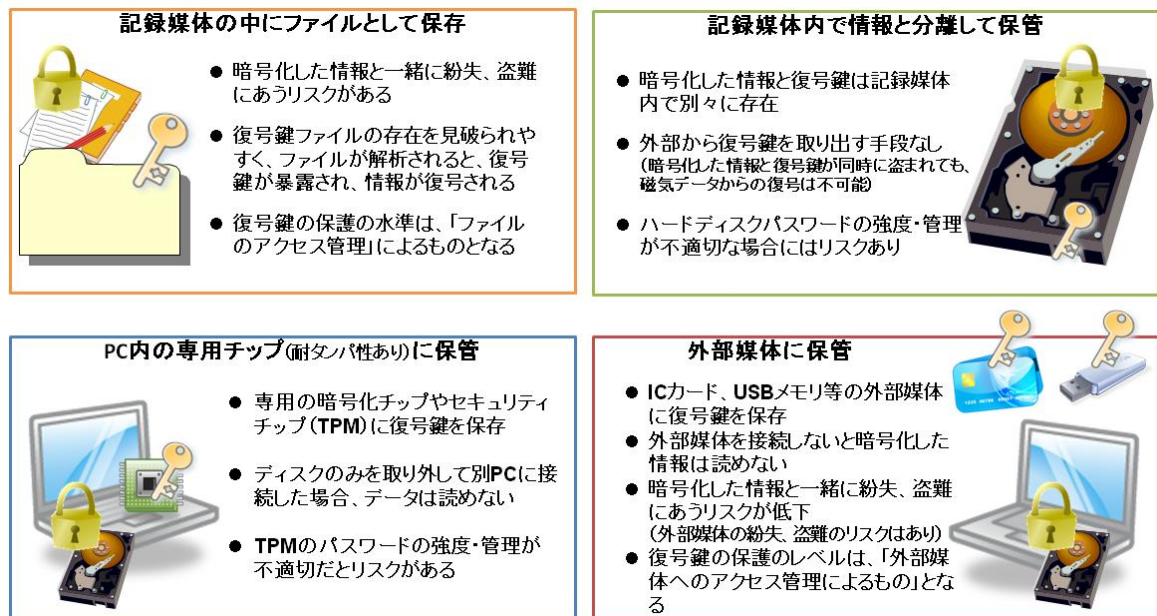 記録媒体の中にファイルとして保存
● 暗号化した情報と一緒に紛失、盗難
にあうリスクがある
● 復号鍵ファイルの存在を見破られや
すく、ファイルが解析されると、復号
鍵が暴露され、情報が復号される
● 復号鍵の保護の水準は、「ファイル
のアクセス管理」によるものとなる
記録媒体内で情報と分離して保管
● 暗号化した情報と復号鍵は記録媒体
内で別々に存在
● 外部から復号鍵を取り出す手段なし
(暗号化した情報と復号鍵が同時に盗まれても、
磁気データからの復号は不可能)
● ハードディスクパスワードの強度・管理
が不適切な場合にはリスクあり
PC内の専用チップ(耐タンパ性あり)に保管
● 専用の暗号化チップやセキュリティ
チップ(TPM)に復号鍵を保存
● ディスクのみを取り外して別PCに接
続した場合、データは読めない
● TPMのパスワードの強度・管理が
不適切だとリスクがある
外部媒体に保管
● ICカード、USBメモリ等の外部媒体
に復号鍵を保存
● 外部媒体を接続しないと暗号化した
情報は読めない
● 暗号化した情報と一緒に紛失、盗難
にあうリスクが低下
(外部媒体の紛失、盗難のリスクはあり)
● 復号鍵の保護のレベルは、「外部媒
体へのアクセス管理によるもの」とな
る